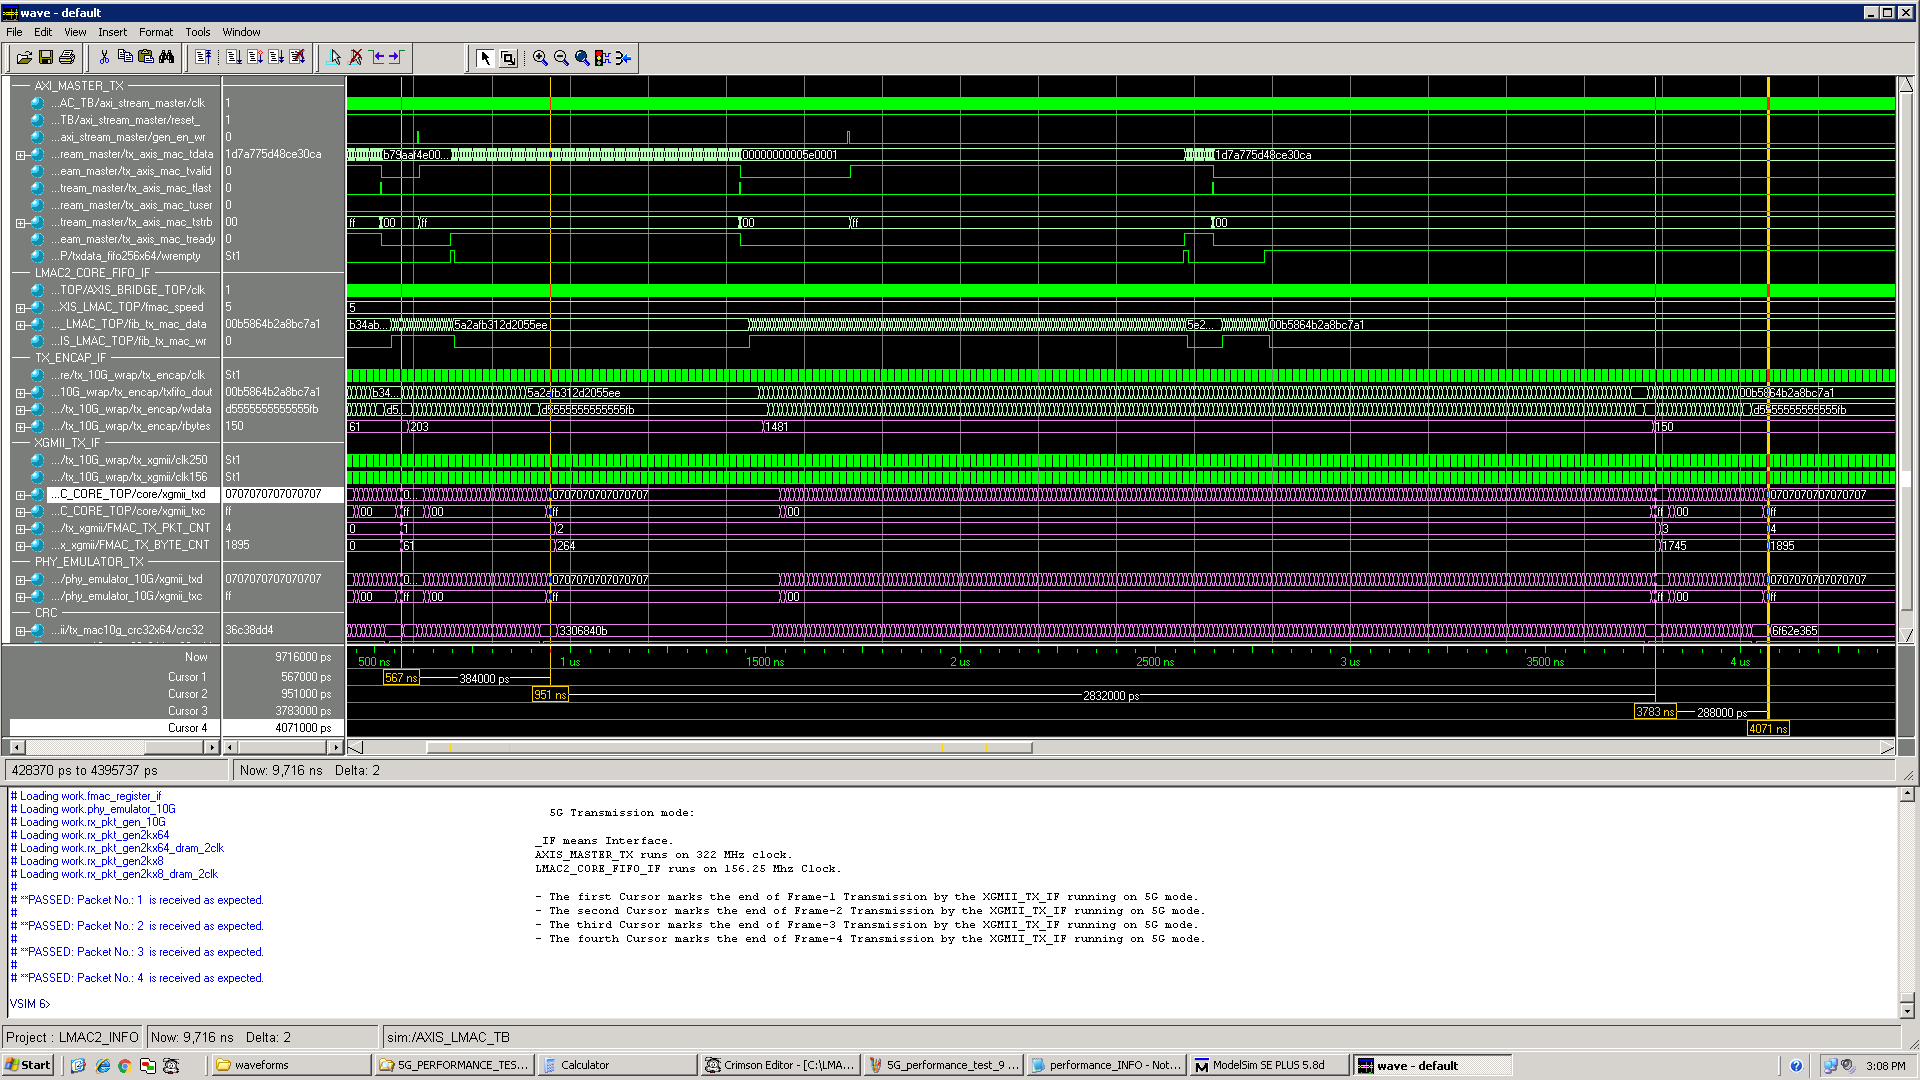 wave - default
File Edit View Insert Format Tools Window
AXI_MASTER_TX
...AC_TB/axi_stream_master/clk 1
...TB/axi_stream_master/reset_ 1
...axi_stream_master/gen_en_wr 0
...ream_master/tx_axis_mac_tdata 1d7a775d48ce30ca b79aaf4e00... 00000000005e0001 1d7a775d48ce30ca
...eam_master/tx_axis_mac_tvalid 0
...tream_master/tx_axis_mac_tlast 0
...ream_master/tx_axis_mac_tuser 0
...tream_master/tx_axis_mac_tstrb 00 ff 00 ff 00 ff 00
...eam_master/tx_axis_mac_tready 0
...P/txdata_fifo256x64/wrempty St1
LMAC2_CORE_FIFO_IF
...TOP/AXIS_BRIDGE_TOP/clk 1
...XIS_LMAC_TOP/fmac_speed 5 5
..._LMAC_TOP/fib_tx_mac_data 00b5864b2a8bc7a1 b34ab... 5a2afb312d2055ee 5e2... 00b5864b2a8bc7a1
...IS_LMAC_TOP/fib_tx_mac_wr 0
TX_ENCAP_IF
...re/tx_10G_wrap/tx_encap/clk St1
...10G_wrap/tx_encap/txfifo_dout 00b5864b2a8bc7a1 b34... 5a2afb312d2055ee 00b5864b2a8bc7a1
.../tx_10G_wrap/tx_encap/wdata d5555555555555fb d5... d5555555555555fb d5555555555555fb
.../tx_10G_wrap/tx_encap/rbytes 150 61 203 1481 150
XGMII_TX_IF
.../tx_10G_wrap/tx_xgmii/clk250 St1
.../tx_10G_wrap/tx_xgmii/clk156 St1
...C_CORE_TOP/core/xgmii_txd 0707070707070707 0... 0707070707070707 0707070707070707
...C_CORE_TOP/core/xgmii_txc ff 00 ff 00 ff 00 ff 00 ff
.../tx_xgmii/FMAC_TX_PKT_CNT 4 0 1 2 3 4
...x_xgmii/FMAC_TX_BYTE_CNT 1895 0 61 264 1745 1895
PHY_EMULATOR_TX
.../phy_emulator_10G/xgmii_txd 0707070707070707 0... 0707070707070707 0707070707070707
.../phy_emulator_10G/xgmii_txc ff 00 ff 00 ff 00 ff 00 ff
CRC
...ii/tx_mac10g_crc32x64/crc32 36c38dd4 3306840b 6f62e365
Now 9716000 ps 500 ns 1 us 1500 ns 2 us 2500 ns 3 us 3500 ns 4 us
Cursor 1 567000 ps 567 ns 384000 ps
Cursor 2 951000 ps 951 ns 2832000 ps
Cursor 3 3783000 ps 3783 ns 288000 ps
Cursor 4 4071000 ps 4071 ns
428370 ps to 4395737 ps Now: 9,716 ns Delta: 2
# Loading work.fmac_register_if
# Loading work.phy_emulator_10G
# Loading work.rx_pkt_gen_10G
# Loading work.rx_pkt_gen2kx64
# Loading work.rx_pkt_gen2kx64_dram_2clk
# Loading work.rx_pkt_gen2kx8
# Loading work.rx_pkt_gen2kx8_dram_2clk
#
# **PASSED: Packet No.: 1 is received as expected.
#
# **PASSED: Packet No.: 2 is received as expected.
#
# **PASSED: Packet No.: 3 is received as expected.
#
# **PASSED: Packet No.: 4 is received as expected.
VSIM 6>
5G Transmission mode:
_IF means Interface.
AXIS_MASTER_TX runs on 322 MHz clock.
LMAC2_CORE_FIFO_IF runs on 156.25 Mhz Clock.
- The first Cursor marks the end of Frame-1 Transmission by the XGMII_TX_IF running on 5G mode.
- The second Cursor marks the end of Frame-2 Transmission by the XGMII_TX_IF running on 5G mode.
- The third Cursor marks the end of Frame-3 Transmission by the XGMII_TX_IF running on 5G mode.
- The fourth Cursor marks the end of Frame-4 Transmission by the XGMII_TX_IF running on 5G mode.
Project : LMAC2_INFO Now: 9,716 ns Delta: 2 sim:/AXIS_LMAC_TB
Start waveforms 5G_PERFORMANCE_TES... Calculator Crimson Editor - [C:\LMA... 5G_performance_test_9 ... performance_INFO - Not... ModelSim SE PLUS 5.8d wave - default 3:08 PM